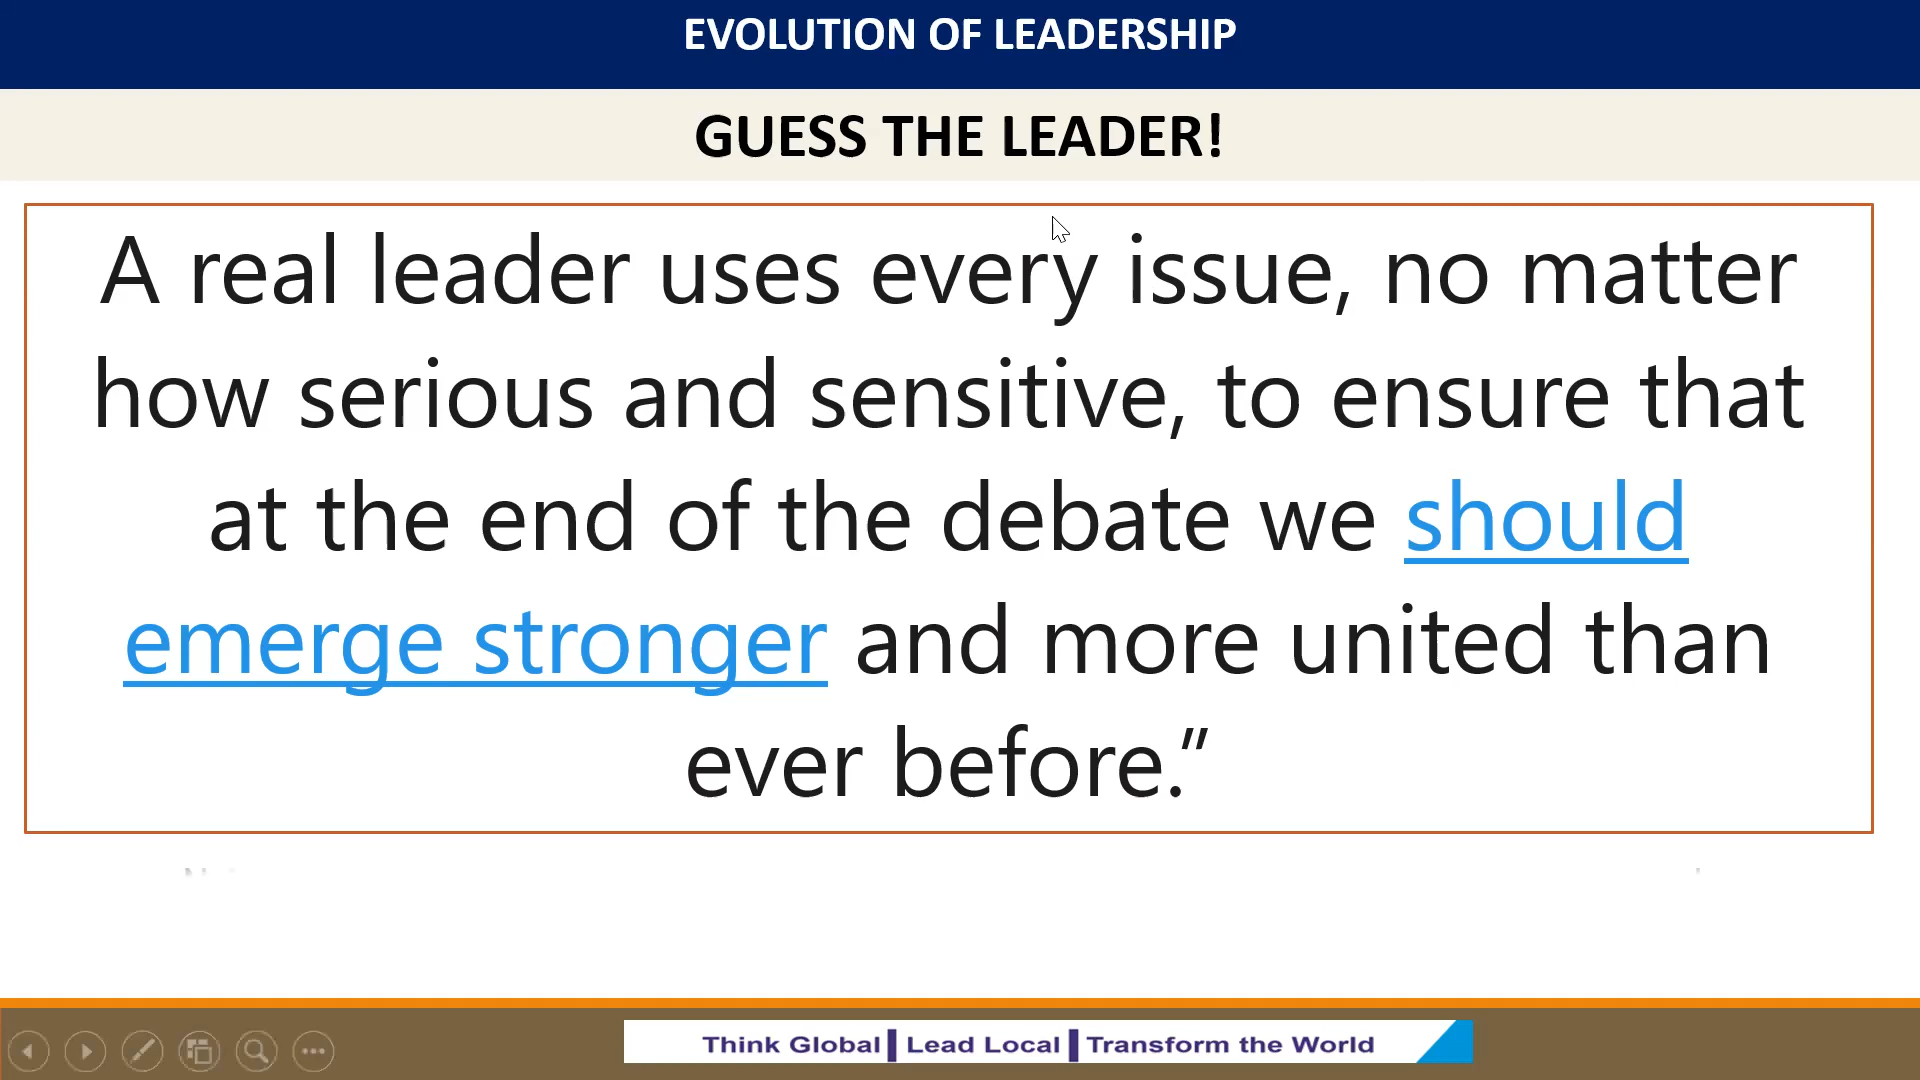 EVOLUTION OF LEADERSHIP
GUESS THE LEADER!
A real leader uses every issue, no matter
how serious and sensitive, to ensure that
at the end of the debate we should
emerge stronger and more united than
ever before.”
Think Global Lead Local Transform the World